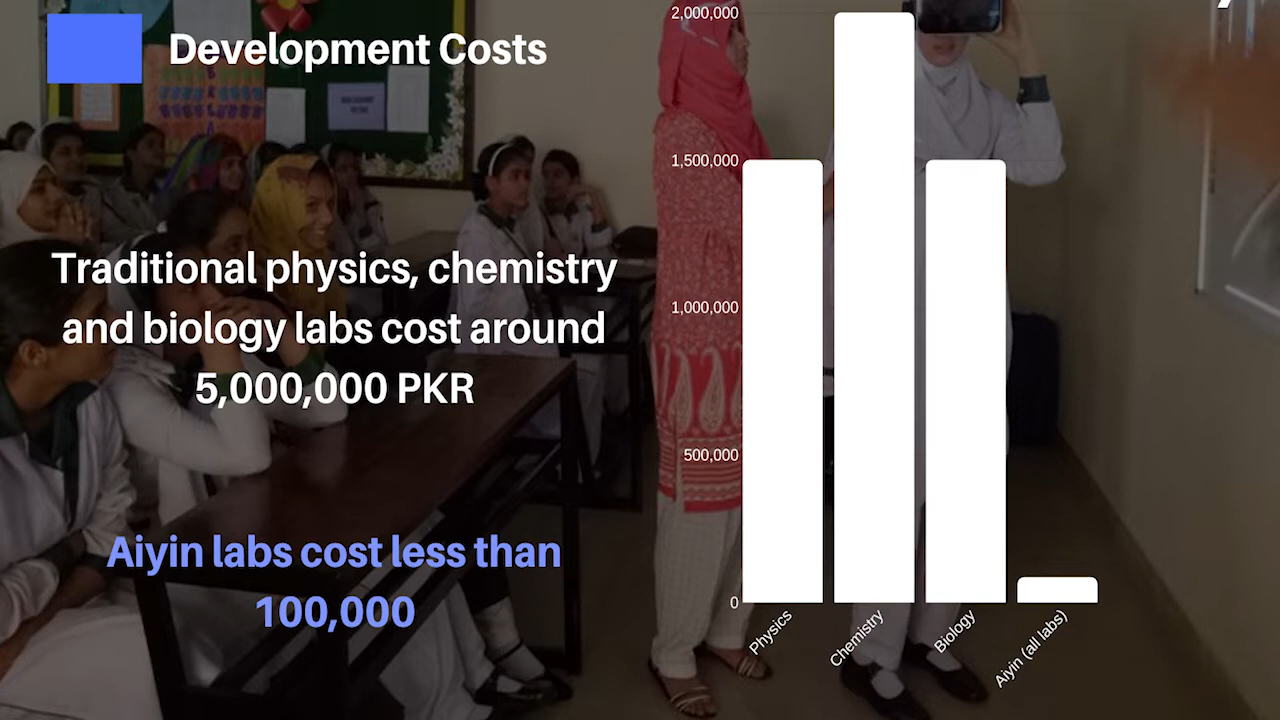 Development Costs
Traditional physics, chemistry
and biology labs cost around
5,000,000 PKR
Aiyin labs cost less than
100,000
2,000,000
1,500,000
1,000,000
500,000
0
Physics
Chemistry
Biology
Aiyin (all labs)